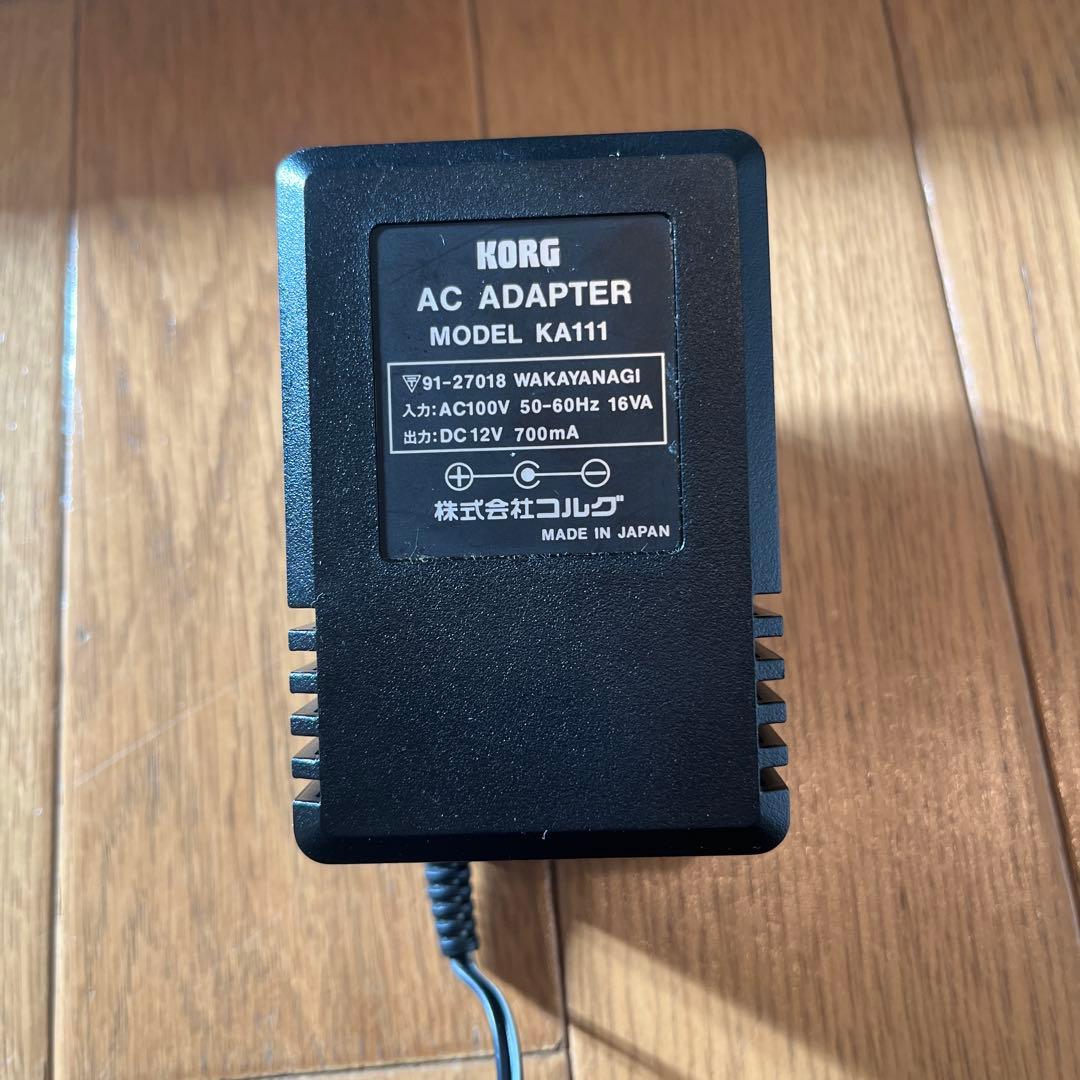 KORG
AC ADAPTER
MODEL KA111
91-27018 WAKAYANAGI
入力:AC100V 50-60Hz 16VA
出力:DC12V 700mA
株式会社コルグ
MADE IN JAPAN